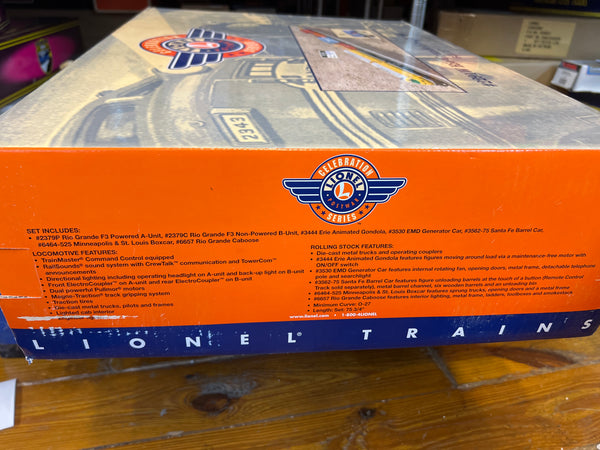 2343
CELEBRATION
LIONEL
L
POSTWAR
SERIES
SET INCLUDES:
• #2379P Rio Grande F3 Powered A-Unit, #2379C Rio Grande F3 Non-Powered B-Unit, #3444 Erie Animated Gondola, #3530 EMD Generator Car, #3562-75 Santa Fe Barrel Car,
#6464-525 Minneapolis & St. Louis Boxcar, #6657 Rio Grande Caboose
LOCOMOTIVE FEATURES:
• TrainMaster® Command Control equipped
• RailSounds® sound system with CrewTalk™ communication and TowerCom™
announcements
• Directional lighting including operating headlight on A-unit and back-up light on B-unit
• Front ElectroCoupler™ on A-unit and rear ElectroCoupler™ on B-unit
• Dual powerful Pullmor® motors
• Magne-Traction® track gripping system
• Traction tires
• Die-cast metal trucks, pilots and frames
• Lighted cab interior
ROLLING STOCK FEATURES:
• Die-cast metal trucks and operating couplers
• #3444 Erie Animated Gondola features figures moving around load via a maintenance-free motor with
ON/OFF switch
• #3530 EMD Generator Car features internal rotating fan, opening doors, metal frame, detachable telephone
pole and searchlight
• #3562-75 Santa Fe Barrel Car features figure unloading barrels at the touch of a button (Remote Control
Track sold separately), metal barrel channel, six wooden barrels and an unloading bin
• #6464-525 Minneapolis & St. Louis Boxcar features sprung trucks, opening doors and a metal frame
• #6657 Rio Grande Caboose features interior lighting, metal frame, ladders, toolboxes and smokestack
• Minimum Curve: O-27
• Length: Set: 75 3/4"
www.lionel.com • 1-800-4LIONEL
LIONEL TRAINS